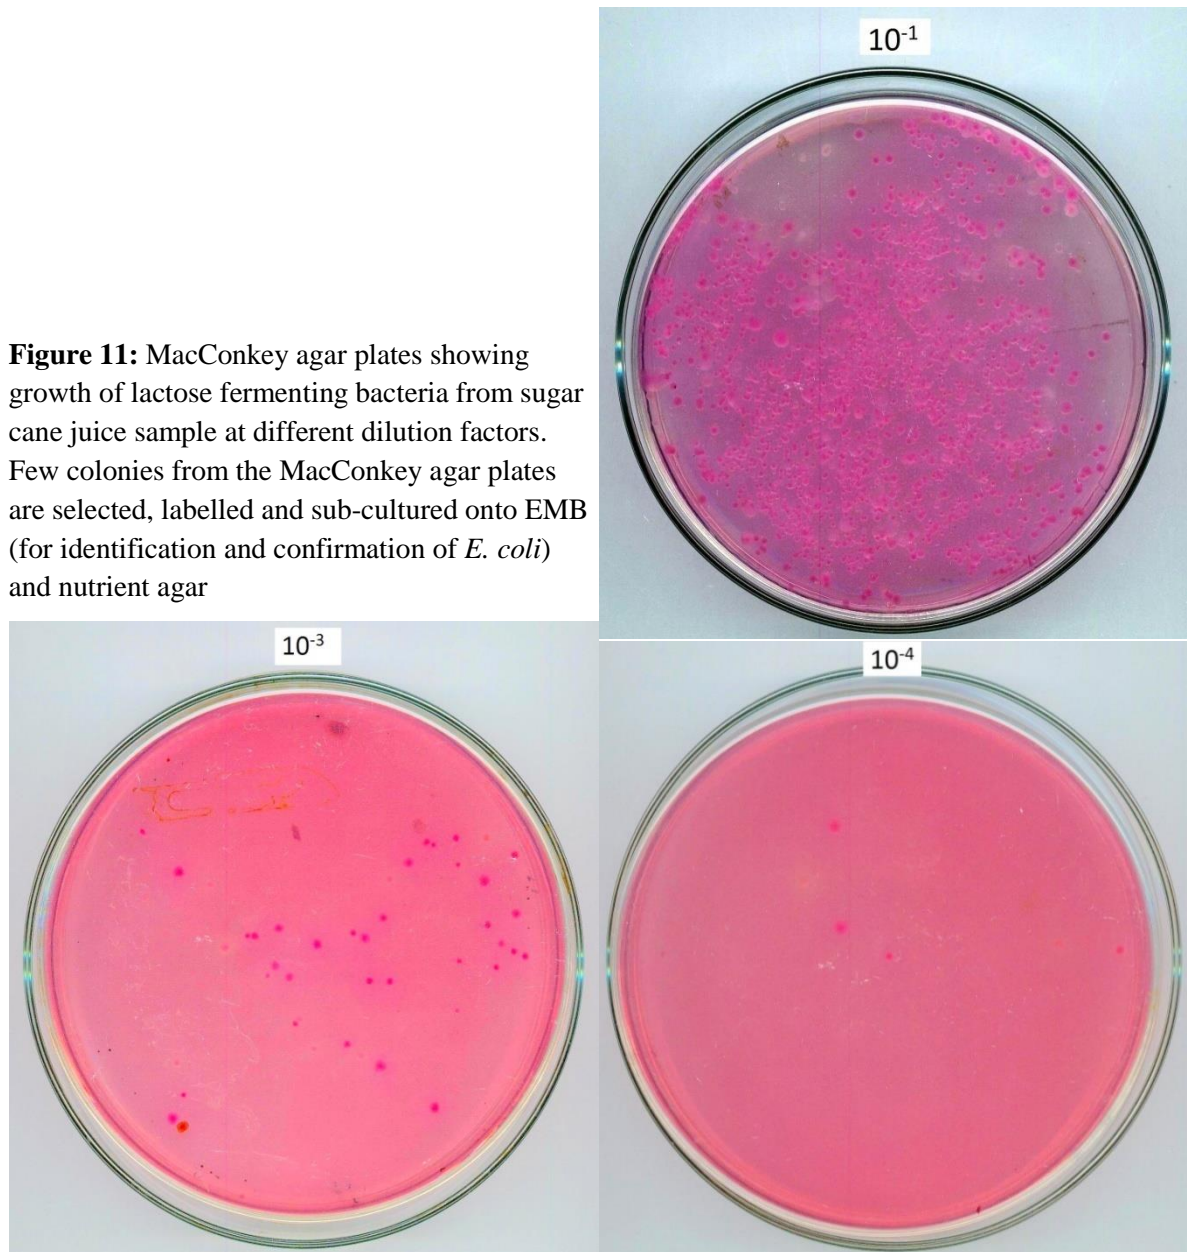 10⁻¹
Figure 11: MacConkey agar plates showing
growth of lactose fermenting bacteria from sugar
cane juice sample at different dilution factors.
Few colonies from the MacConkey agar plates
are selected, labelled and sub-cultured onto EMB
(for identification and confirmation of E. coli)
and nutrient agar
10⁻³
10⁻⁴